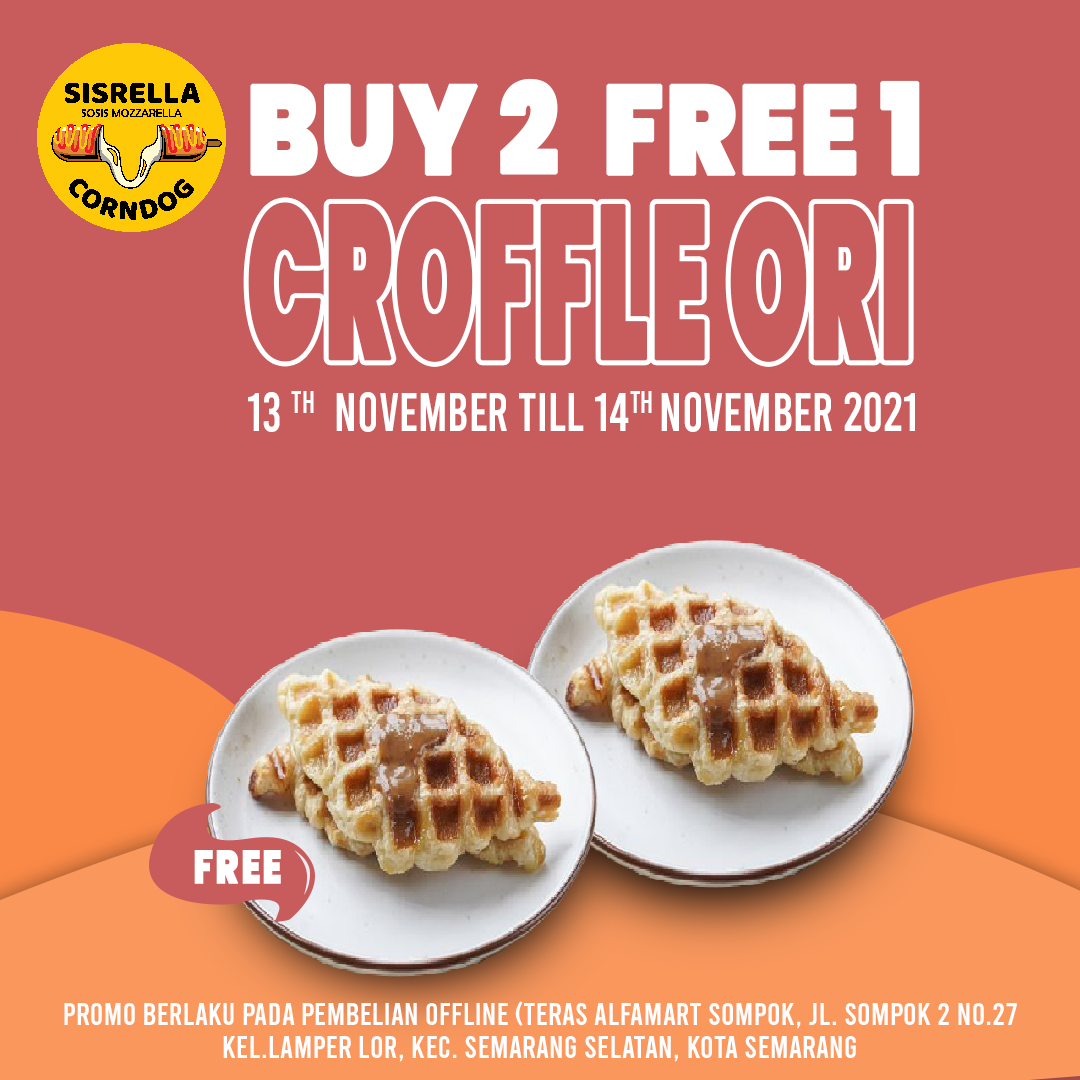 SISRELLA
SOSIS MOZZARELLA
CORNDOG
BUY 2 FREE 1
CROFFLE ORI
13 TH NOVEMBER TILL 14TH NOVEMBER 2021
FREE
PROMO BERLAKU PADA PEMBELIAN OFFLINE (TERAS ALFAMART SOMPOK, JL. SOMPOK 2 NO.27
KEL.LAMPER LOR, KEC. SEMARANG SELATAN, KOTA SEMARANG